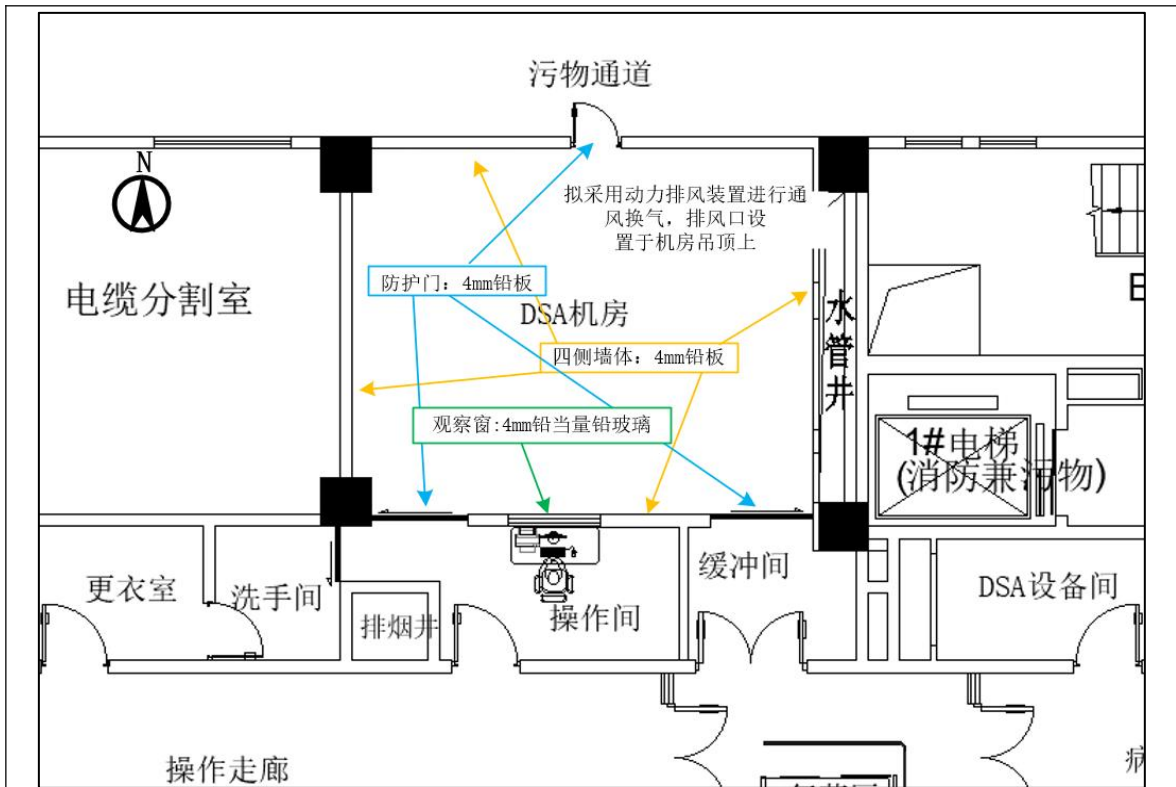 污物通道
N
拟采用动力排风装置进行通
风换气，排风口设
置于机房吊顶上
防护门：4mm铅板
电缆分割室
DSA机房
水管井
四侧墙体：4mm铅板
观察窗:4mm铅当量铅玻璃
1#电梯
(消防兼污物)
更衣室
洗手间
排烟井
操作间
缓冲间
DSA设备间
操作走廊